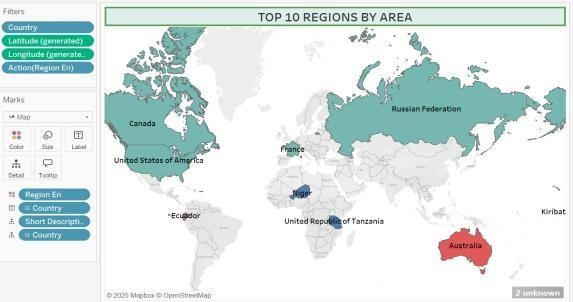 Filters
Country
Latitude (generated)
Longitude (generate..
Action(Region En)
Marks
Map
Color
Size
Label
Detail
Tooltip
Region En
Country
Short Descripti..
Country
TOP 10 REGIONS BY AREA
Canada
Russian Federation
United States of America
France
Niger
Ecuador
United Republic of Tanzania
Kiribat
Australia
© 2025 Mapbox © OpenStreetMap
2 unknown